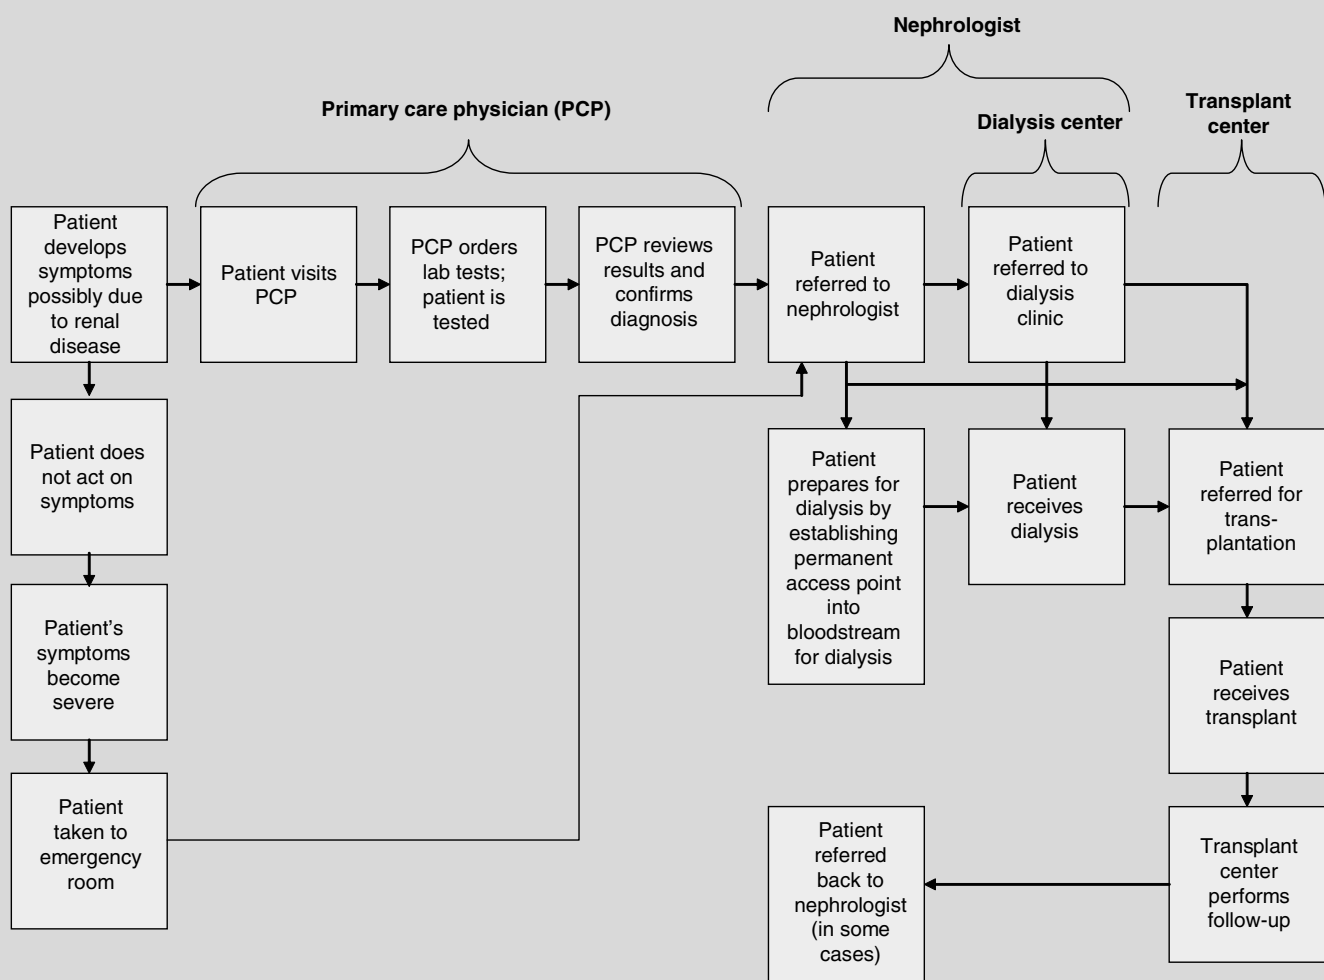 Nephrologist
Primary care physician (PCP)
Dialysis center
Transplant
center
Patient
develops
symptoms
possibly due
to renal
disease
Patient visits
PCP
PCP orders
lab tests;
patient is
tested
PCP reviews
results and
confirms
diagnosis
Patient
referred to
nephrologist
Patient
referred to
dialysis
clinic
Patient does
not act on
symptoms
Patient
prepares for
dialysis by
establishing
permanent
access point
into
bloodstream
for dialysis
Patient
receives
dialysis
Patient
referred for
trans-
plantation
Patient's
symptoms
become
severe
Patient
receives
transplant
Patient
taken to
emergency
room
Patient
referred
back to
nephrologist
(in some
cases)
Transplant
center
performs
follow-up